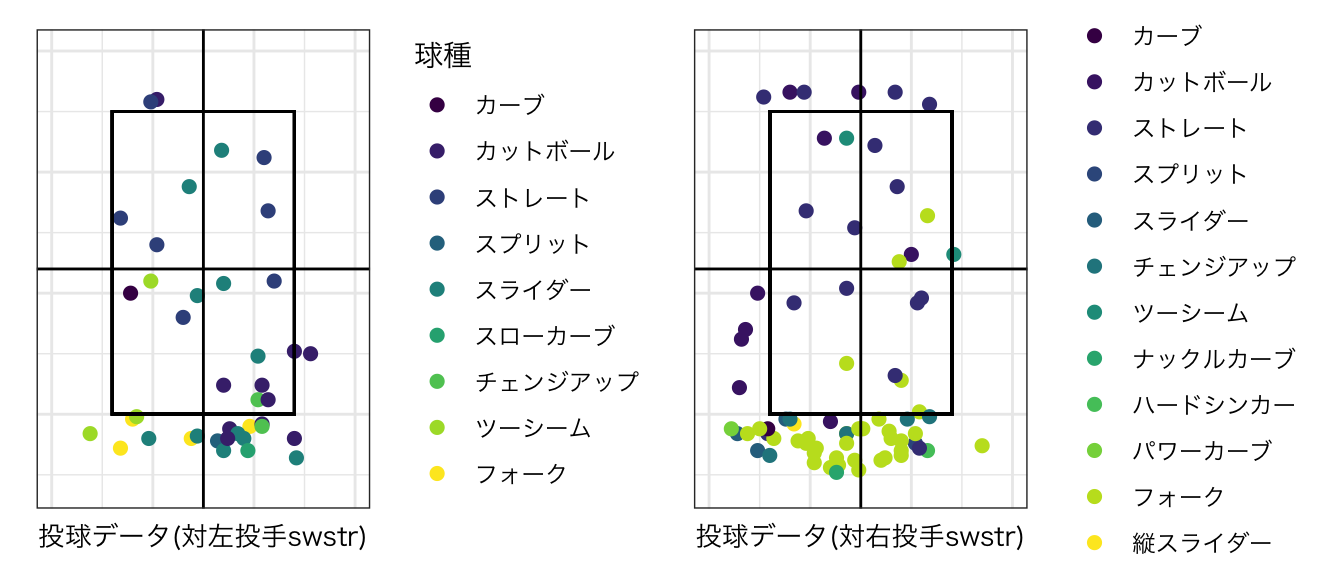 球種
カーブ
カットボール
ストレート
スプリット
スライダー
スローカーブ
チェンジアップ
ツーシーム
フォーク
投球データ(対左投手swstr)
カーブ
カットボール
ストレート
スプリット
スライダー
チェンジアップ
ツーシーム
ナックルカーブ
ハードシンカー
パワーカーブ
フォーク
縦スライダー
投球データ(対右投手swstr)